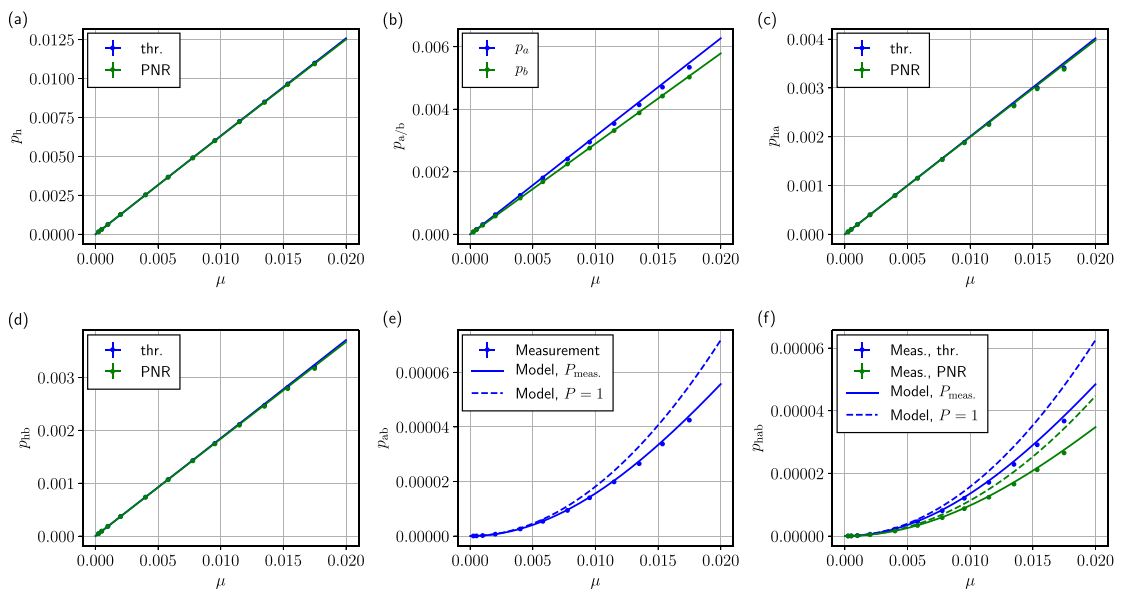 (a)
0.0125
0.0100
0.0075
0.0050
0.0025
0.0000
p_h
thr.
PNR
0.000 0.005 0.010 0.015 0.020
μ
(b)
0.006
0.004
0.002
0.000
p_a/b
p_a
p_b
0.000 0.005 0.010 0.015 0.020
μ
(c)
0.004
0.003
0.002
0.001
0.000
p_ha
thr.
PNR
0.000 0.005 0.010 0.015 0.020
μ
(d)
0.003
0.002
0.001
0.000
p_hb
thr.
PNR
0.000 0.005 0.010 0.015 0.020
μ
(e)
0.00006
0.00004
0.00002
0.00000
p_ab
Measurement
Model, P_meas.
Model, P = 1
0.000 0.005 0.010 0.015 0.020
μ
(f)
0.00006
0.00004
0.00002
0.00000
p_hab
Meas., thr.
Meas., PNR
Model, P_meas.
Model, P = 1
0.000 0.005 0.010 0.015 0.020
μ